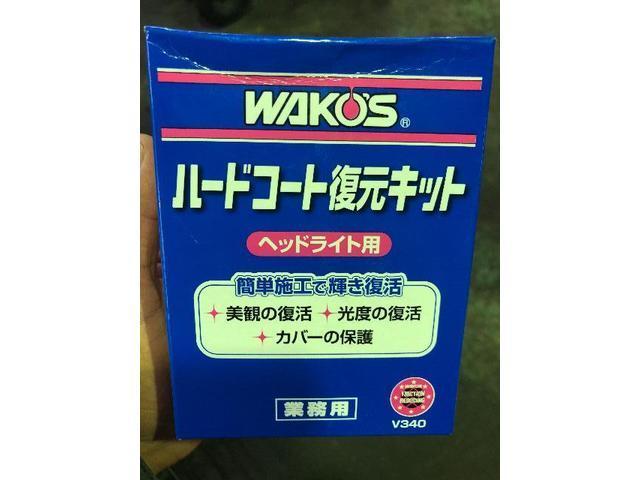 WAKO'S®
ハードコート復元キット
ヘッドライト用
簡単施工で輝き復活
美観の復活 光度の復活
カバーの保護
業務用
V340